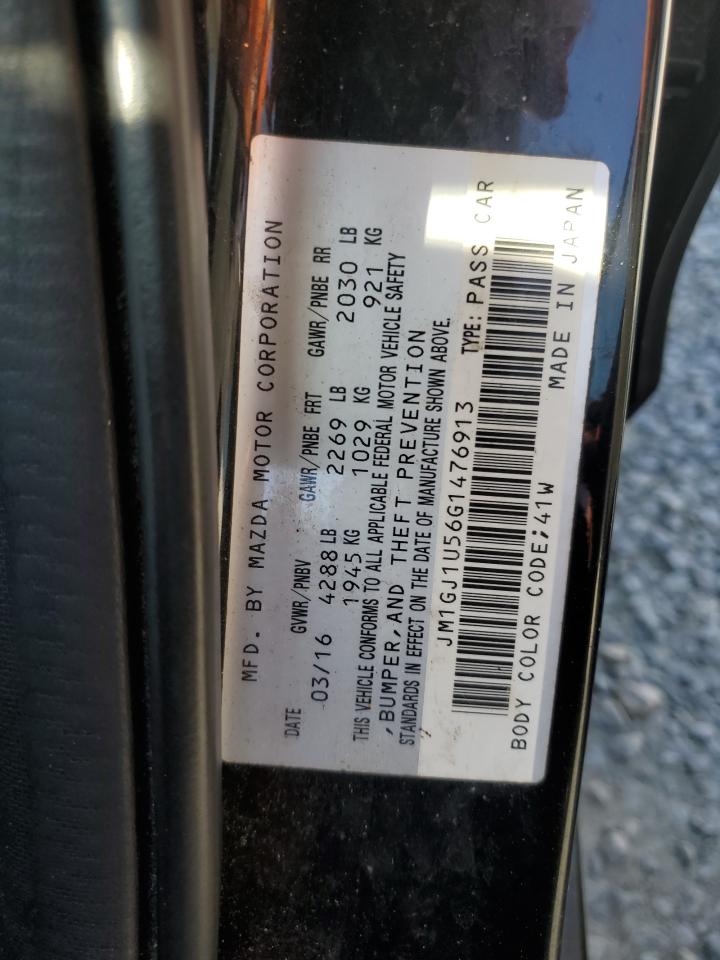 MFD. BY MAZDA MOTOR CORPORATION
DATE GVWR/PNBV GAWR/PNBE FRT GAWR/PNBE RR
03/16 4288 LB 2269 LB 2030 LB
1945 KG 1029 KG 921 KG
THIS VEHICLE CONFORMS TO ALL APPLICABLE FEDERAL MOTOR VEHICLE SAFETY
,BUMPER,AND THEFT PREVENTION
STANDARDS IN EFFECT ON THE DATE OF MANUFACTURE SHOWN ABOVE.
JM1GJ1U56G1476913 TYPE: PASS CAR
BODY COLOR CODE;41W MADE IN JAPAN